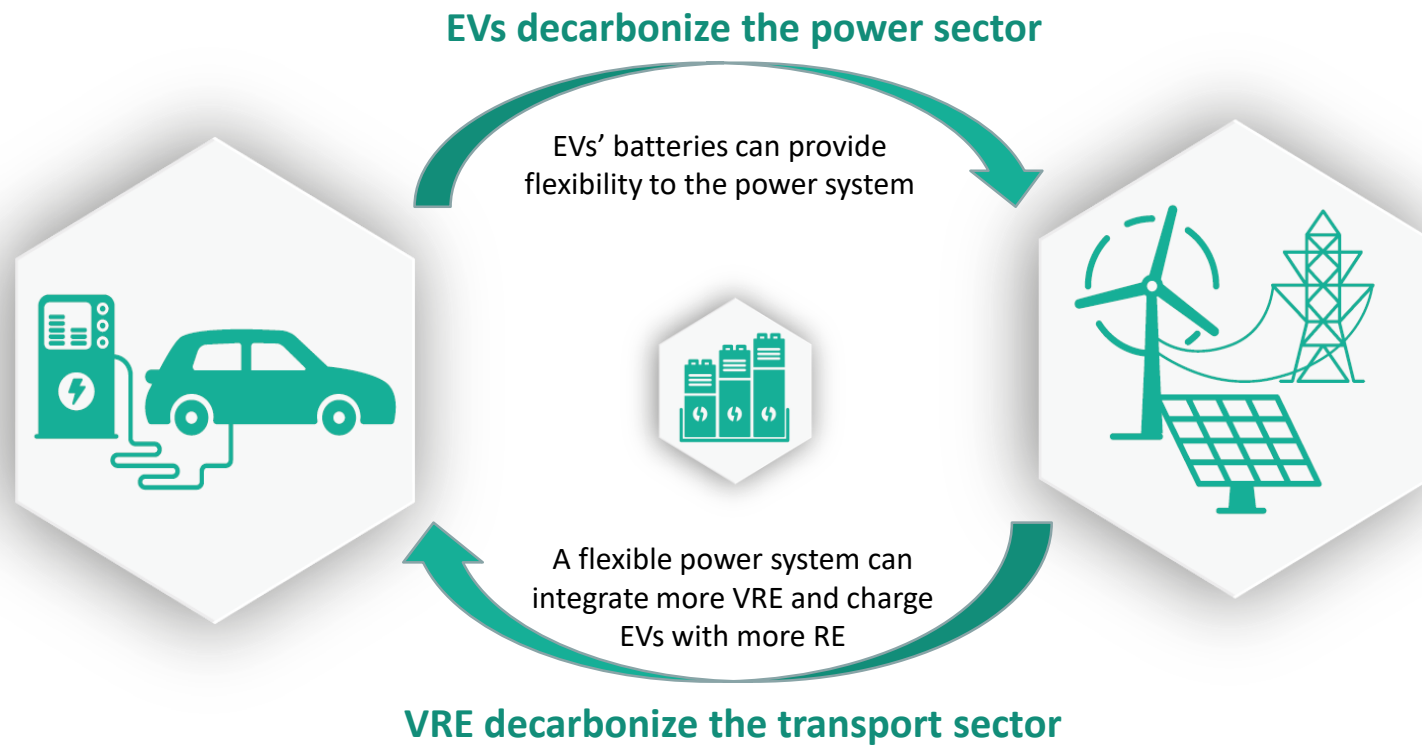 EVs decarbonize the power sector
EVs’ batteries can provide
flexibility to the power system
A flexible power system can
integrate more VRE and charge
EVs with more RE
VRE decarbonize the transport sector